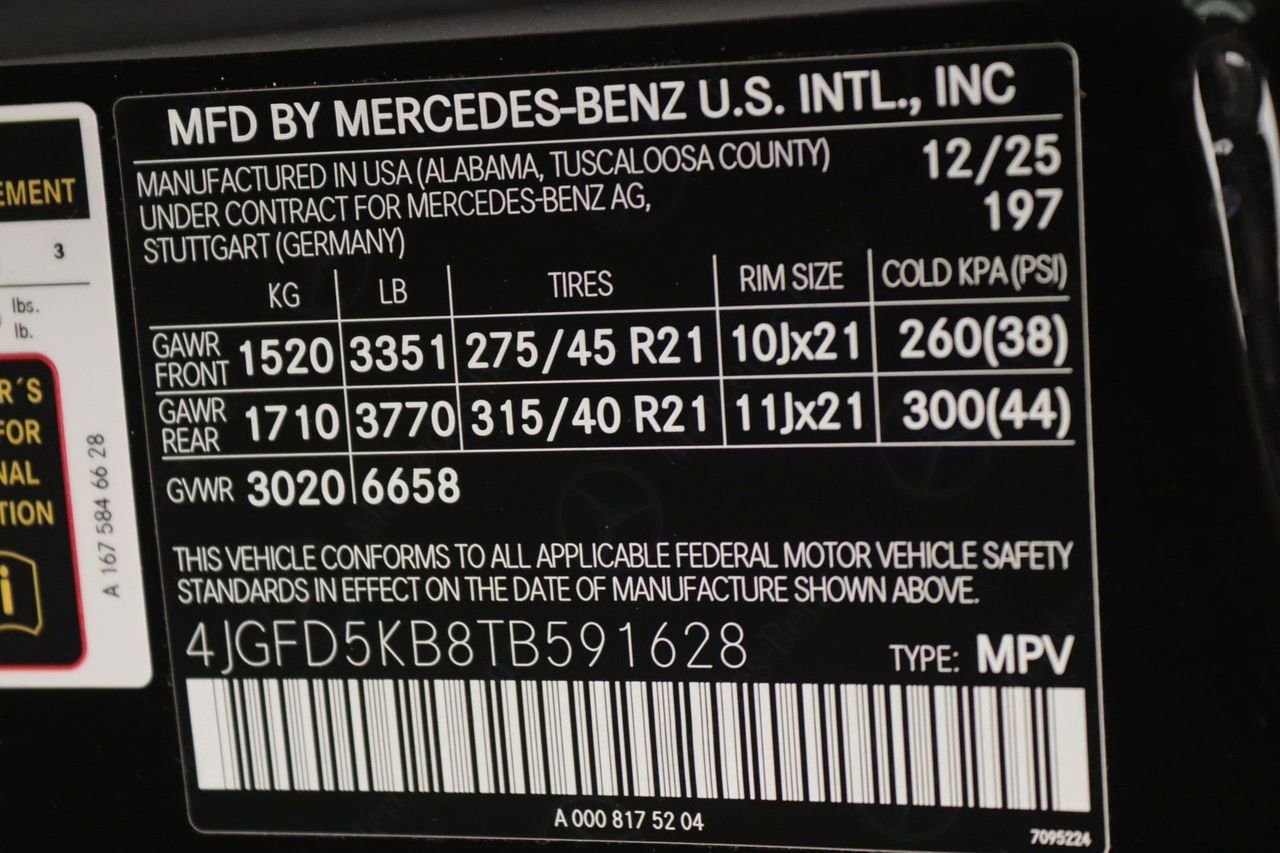 EMENT
3
lbs.
lb.
R´S
FOR
NAL
TION
i
A 167 584 66 28
MFD BY MERCEDES-BENZ U.S. INTL., INC
MANUFACTURED IN USA (ALABAMA, TUSCALOOSA COUNTY) 12/25
UNDER CONTRACT FOR MERCEDES-BENZ AG, 197
STUTTGART (GERMANY)
KG LB TIRES RIM SIZE COLD KPA (PSI)
GAWR FRONT 1520 3351 275/45 R21 10Jx21 260(38)
GAWR REAR 1710 3770 315/40 R21 11Jx21 300(44)
GVWR 3020 6658
THIS VEHICLE CONFORMS TO ALL APPLICABLE FEDERAL MOTOR VEHICLE SAFETY
STANDARDS IN EFFECT ON THE DATE OF MANUFACTURE SHOWN ABOVE.
4JGFD5KB8TB591628 TYPE: MPV
A 000 817 52 04
7095224